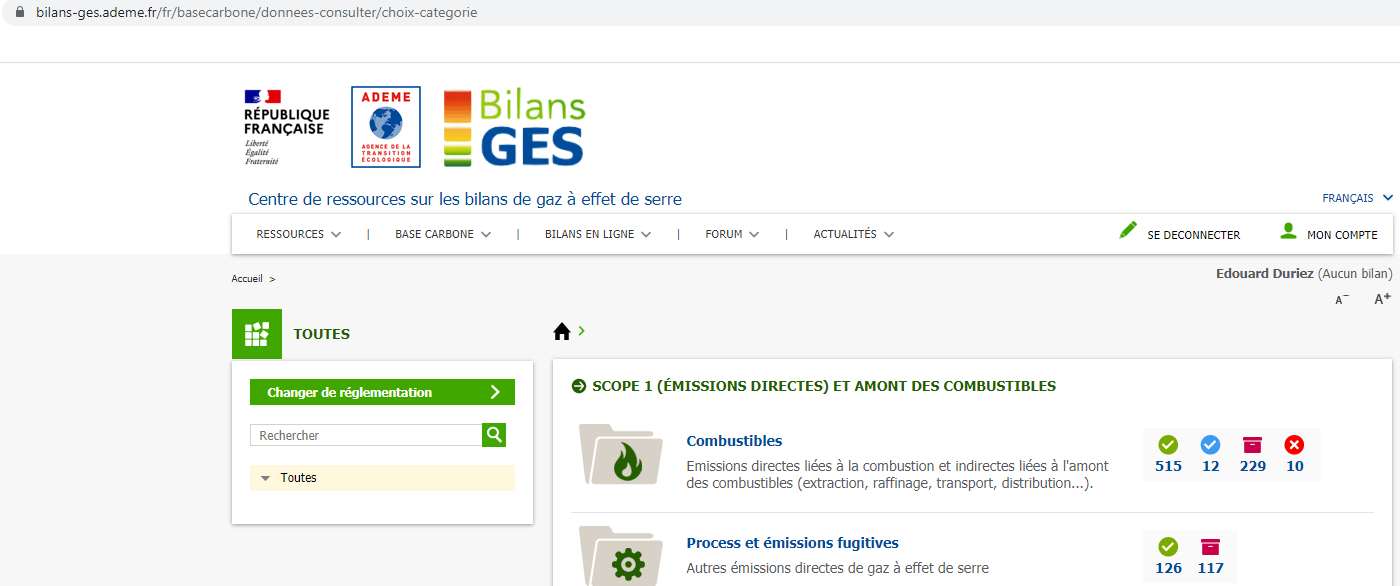 bilans-ges.ademe.fr/fr/basecarbone/donnees-consulter/choix-categorie
RÉPUBLIQUE
FRANÇAISE
Liberté
Égalité
Fraternité
ADEME
AGENCE DE LA
TRANSITION
ÉCOLOGIQUE
Bilans
GES
Centre de ressources sur les bilans de gaz à effet de serre
FRANÇAIS
RESSOURCES | BASE CARBONE | BILANS EN LIGNE | FORUM | ACTUALITÉS SE DECONNECTER MON COMPTE
Accueil >
Edouard Duriez (Aucun bilan)
A⁻ A⁺
TOUTES
Changer de réglementation
Rechercher
Toutes
SCOPE 1 (ÉMISSIONS DIRECTES) ET AMONT DES COMBUSTIBLES
Combustibles
Emissions directes liées à la combustion et indirectes liées à l'amont
des combustibles (extraction, raffinage, transport, distribution...).
515 12 229 10
Process et émissions fugitives
Autres émissions directes de gaz à effet de serre
126 117